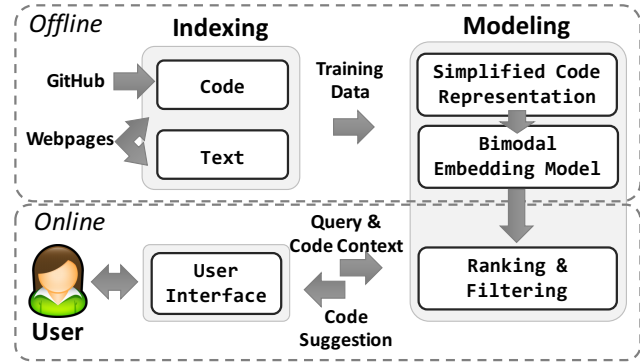 Offline
Indexing
Modeling
GitHub
Webpages
Code
Text
Training
Data
Simplified Code
Representation
Bimodal
Embedding Model
Online
User
User
Interface
Query &
Code Context
Code
Suggestion
Ranking &
Filtering